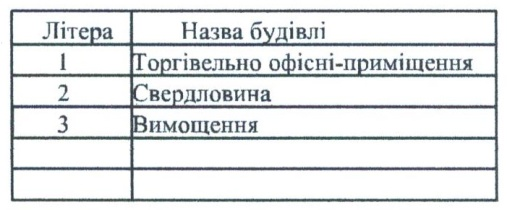 Літера Назва будівлі
1 Торгівельно офісні-приміщення
2 Свердловина
3 Вимощення